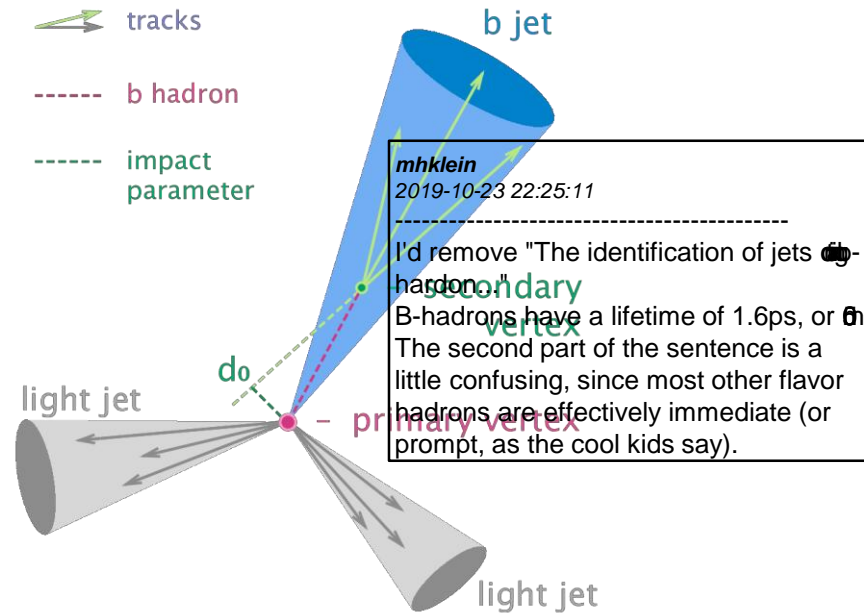 tracks
b jet
b hadron
impact
parameter
mhklein
2019-10-23 22:25:11
-------------------------------------------------
I'd remove "The identification of jets
hardon..."
B-hadrons have a lifetime of 1.6ps, or
The second part of the sentence is a
little confusing, since most other flavor
hadrons are effectively immediate (or
prompt, as the cool kids say).
– secondary
vertex
d₀
light jet
– primary vertex
light jet